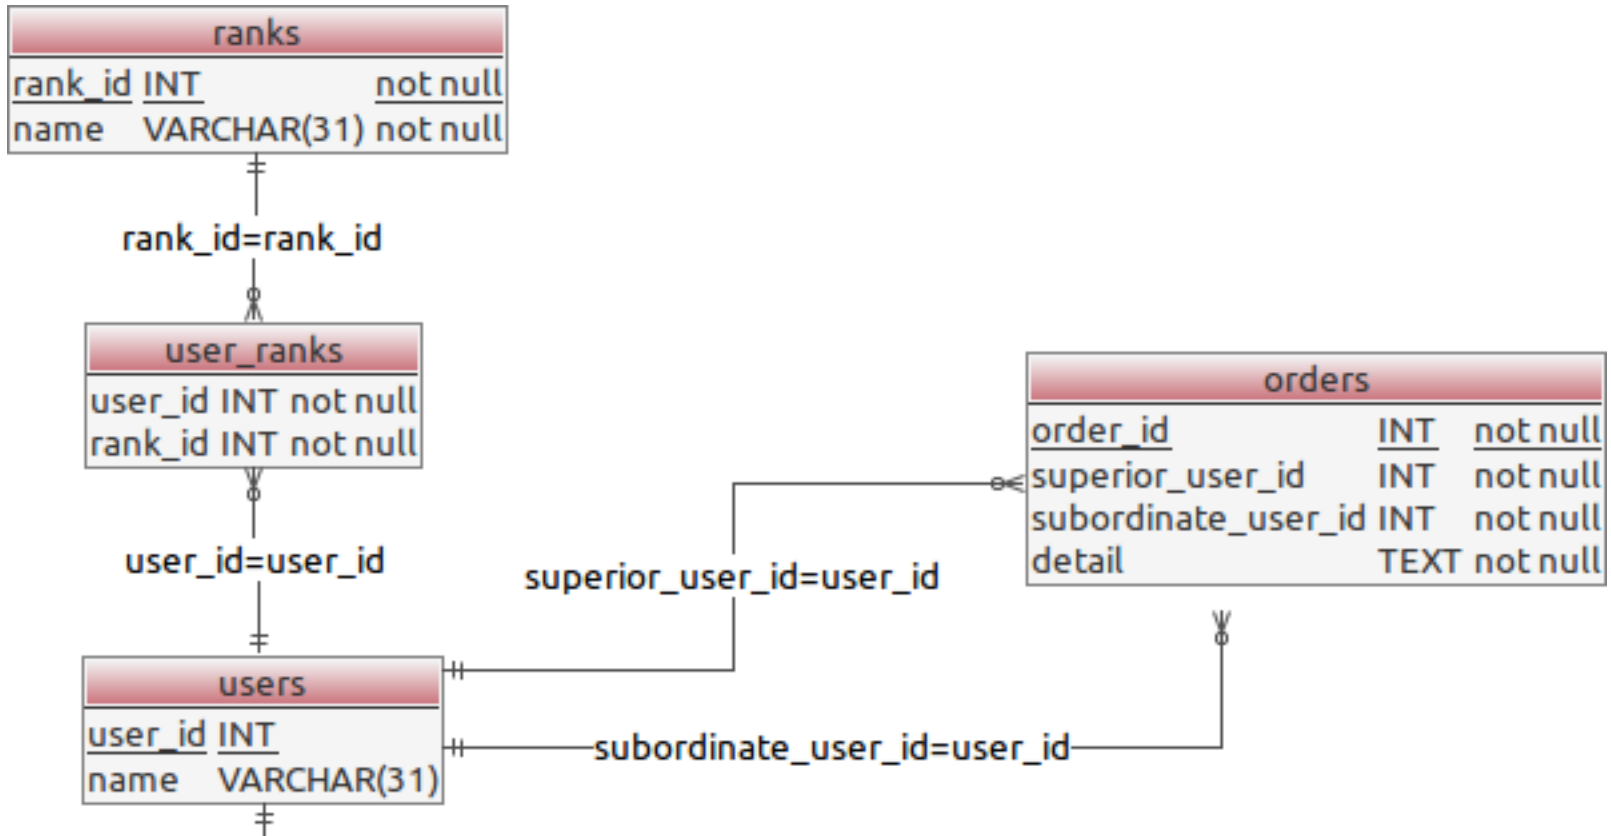 ranks
rank_id INT not null
name VARCHAR(31) not null
rank_id=rank_id
user_ranks
user_id INT not null
rank_id INT not null
user_id=user_id
users
user_id INT
name VARCHAR(31)
superior_user_id=user_id
subordinate_user_id=user_id
orders
order_id INT not null
superior_user_id INT not null
subordinate_user_id INT not null
detail TEXT not null